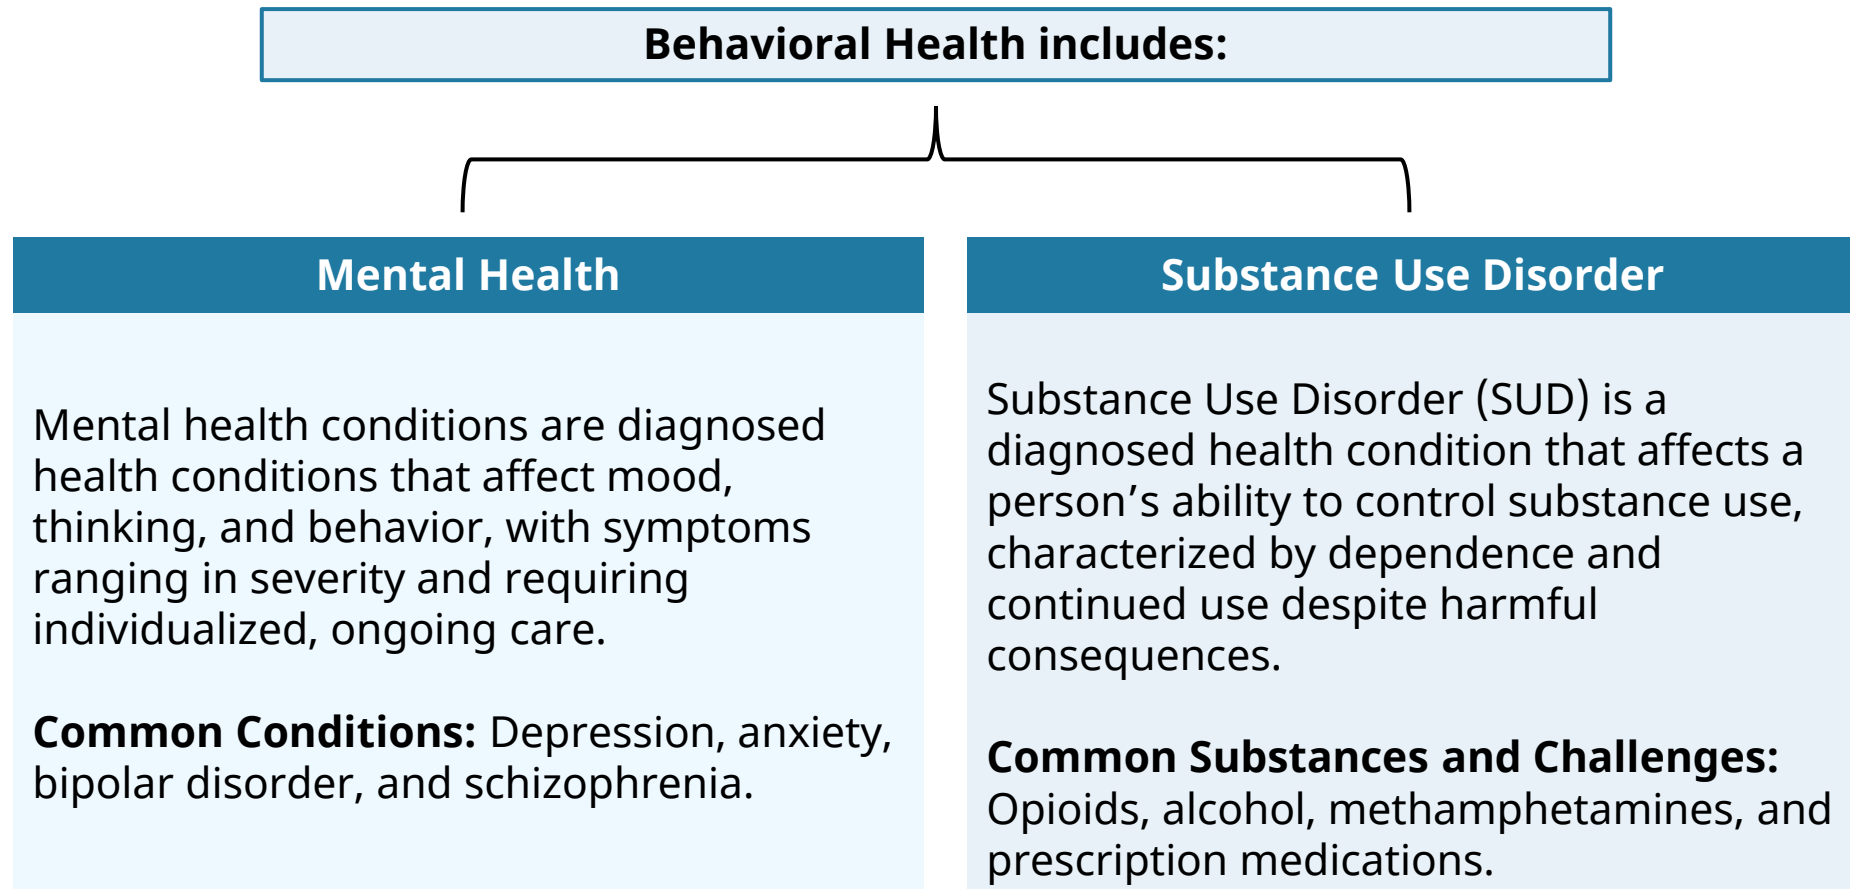 Behavioral Health includes:
Mental Health
Mental health conditions are diagnosed
health conditions that affect mood,
thinking, and behavior, with symptoms
ranging in severity and requiring
individualized, ongoing care.
Common Conditions: Depression, anxiety,
bipolar disorder, and schizophrenia.
Substance Use Disorder
Substance Use Disorder (SUD) is a
diagnosed health condition that affects a
person’s ability to control substance use,
characterized by dependence and
continued use despite harmful
consequences.
Common Substances and Challenges:
Opioids, alcohol, methamphetamines, and
prescription medications.